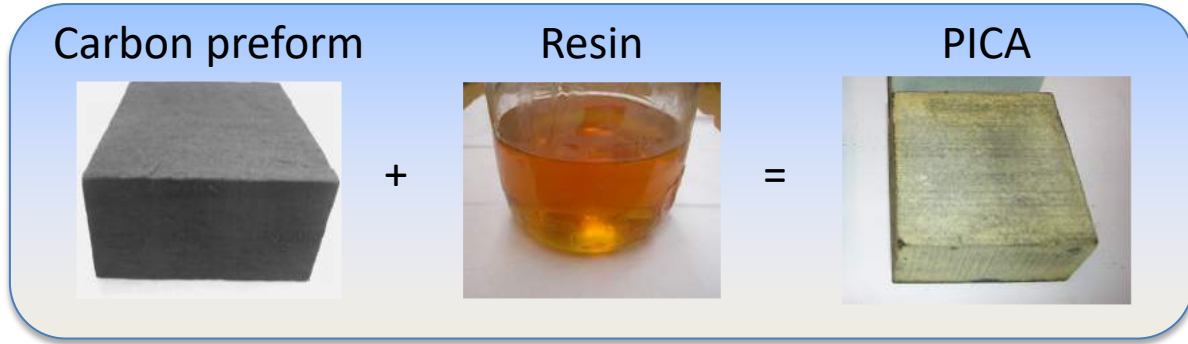 Carbon preform
Resin
PICA
+
=